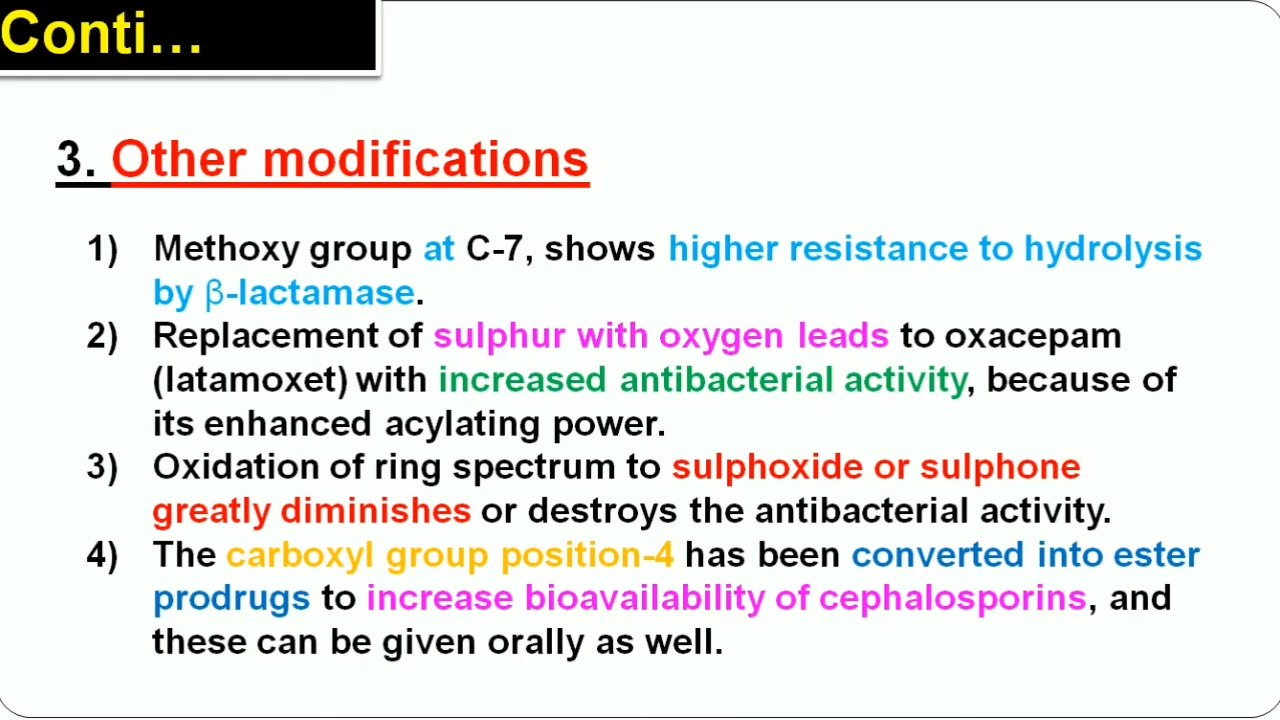 Conti...
3. Other modifications
1) Methoxy group at C-7, shows higher resistance to hydrolysis
by β-lactamase.
2) Replacement of sulphur with oxygen leads to oxacepam
(latamoxet) with increased antibacterial activity, because of
its enhanced acylating power.
3) Oxidation of ring spectrum to sulphoxide or sulphone
greatly diminishes or destroys the antibacterial activity.
4) The carboxyl group position-4 has been converted into ester
prodrugs to increase bioavailability of cephalosporins, and
these can be given orally as well.